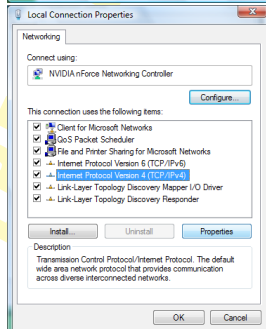 Local Connection Properties
Networking
Connect using:
NVIDIA nForce Networking Controller
Configure...
This connection uses the following items:
Client for Microsoft Networks
QoS Packet Scheduler
File and Printer Sharing for Microsoft Networks
Internet Protocol Version 6 (TCP/IPv6)
Internet Protocol Version 4 (TCP/IPv4)
Link-Layer Topology Discovery Mapper I/O Driver
Link-Layer Topology Discovery Responder
Install...
Uninstall
Properties
Description
Transmission Control Protocol/Internet Protocol. The default
wide area network protocol that provides communication
across diverse interconnected networks.
OK
Cancel